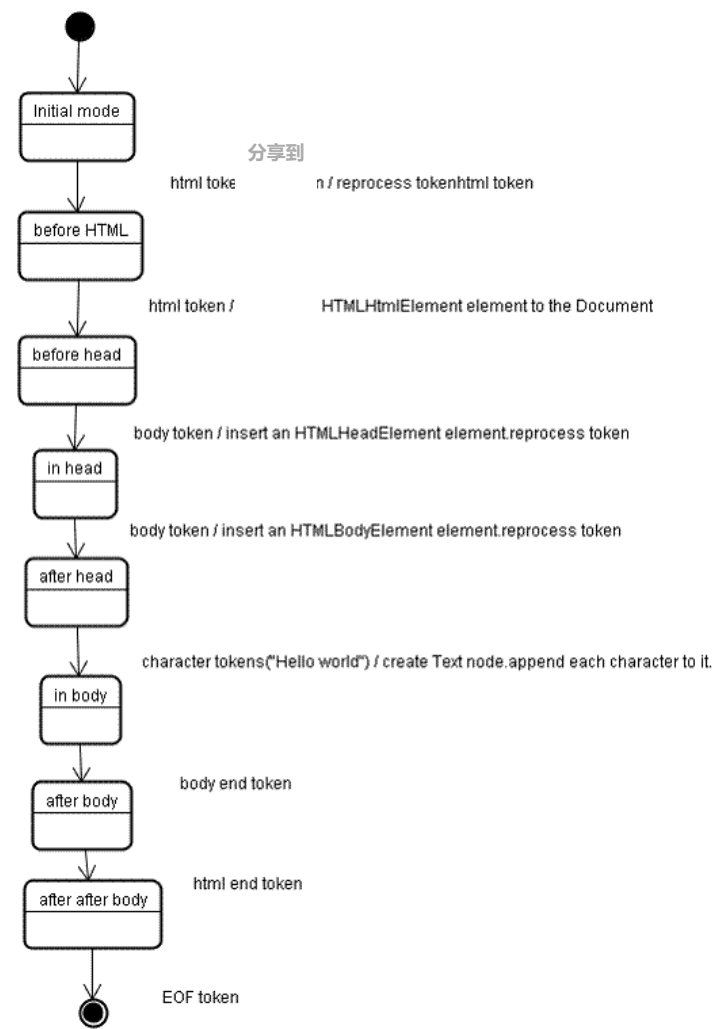 Initial mode
分享到
html toke
n / reprocess tokenhtml token
before HTML
html token /
HTMLHtmlElement element to the Document
before head
body token / insert an HTMLHeadElement element.reprocess token
in head
body token / insert an HTMLBodyElement element.reprocess token
after head
character tokens("Hello world") / create Text node.append each character to it.
in body
body end token
after body
html end token
after after body
EOF token